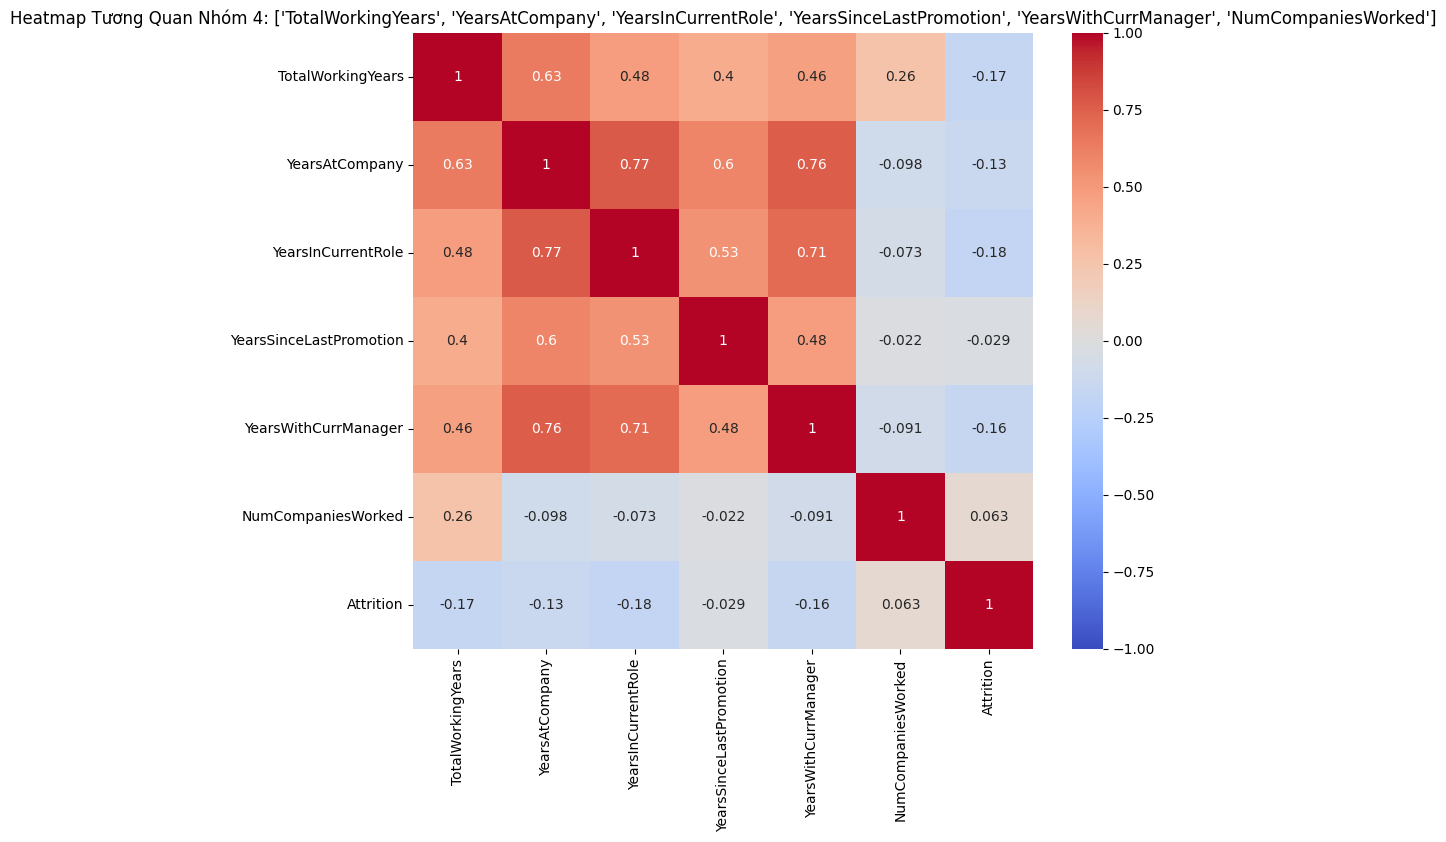 Heatmap Tương Quan Nhóm 4: ['TotalWorkingYears', 'YearsAtCompany', 'YearsInCurrentRole', 'YearsSinceLastPromotion', 'YearsWithCurrManager', 'NumCompaniesWorked']
TotalWorkingYears 1 0.63 0.48 0.4 0.46 0.26 -0.17
YearsAtCompany 0.63 1 0.77 0.6 0.76 -0.098 -0.13
YearsInCurrentRole 0.48 0.77 1 0.53 0.71 -0.073 -0.18
YearsSinceLastPromotion 0.4 0.6 0.53 1 0.48 -0.022 -0.029
YearsWithCurrManager 0.46 0.76 0.71 0.48 1 -0.091 -0.16
NumCompaniesWorked 0.26 -0.098 -0.073 -0.022 -0.091 1 0.063
Attrition -0.17 -0.13 -0.18 -0.029 -0.16 0.063 1
TotalWorkingYears
YearsAtCompany
YearsInCurrentRole
YearsSinceLastPromotion
YearsWithCurrManager
NumCompaniesWorked
Attrition
1.00
0.75
0.50
0.25
0.00
−0.25
−0.50
−0.75
−1.00